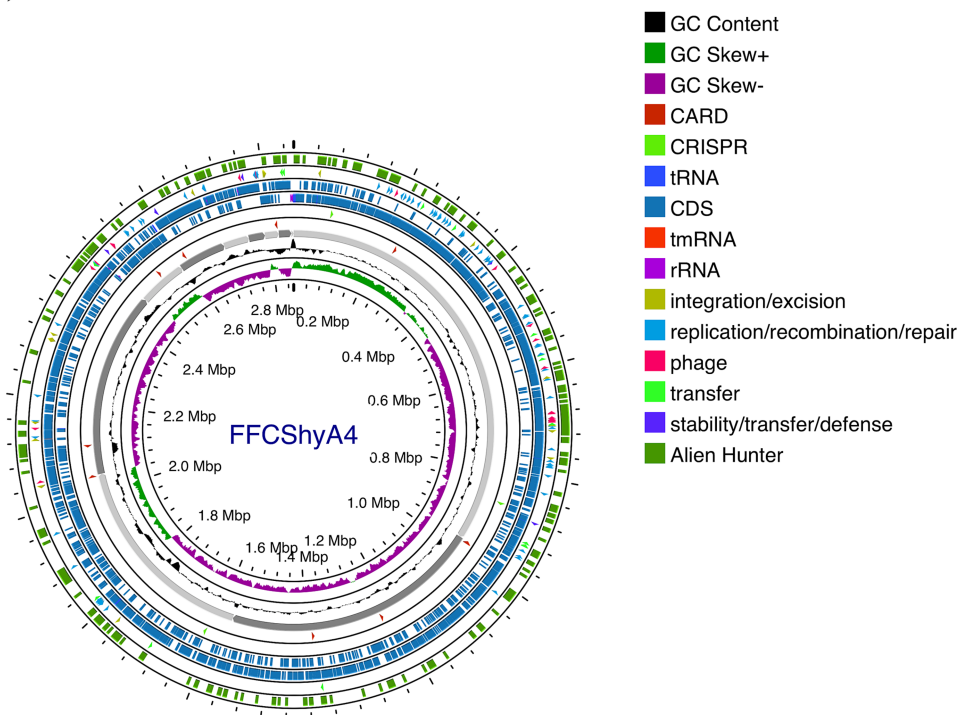 GC Content
GC Skew+
GC Skew-
CARD
CRISPR
tRNA
CDS
tmRNA
rRNA
integration/excision
replication/recombination/repair
phage
transfer
stability/transfer/defense
Alien Hunter
2.8 Mbp
0.2 Mbp
2.6 Mbp
0.4 Mbp
2.4 Mbp
0.6 Mbp
2.2 Mbp
FFCShyA4
0.8 Mbp
2.0 Mbp
1.0 Mbp
1.8 Mbp
1.2 Mbp
1.6 Mbp
1.4 Mbp